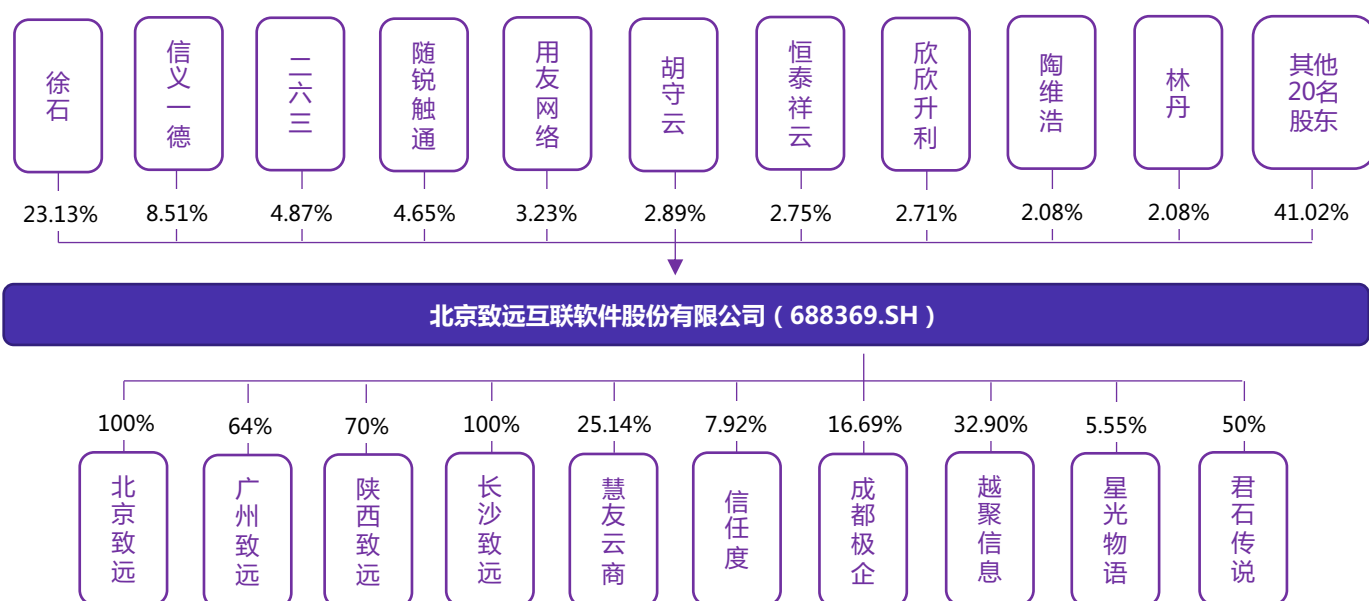 徐石
信义一德
二六三
随锐触通
用友网络
胡守云
恒泰祥云
欣欣升利
陶维浩
林丹
其他
20名
股东
23.13%
8.51%
4.87%
4.65%
3.23%
2.89%
2.75%
2.71%
2.08%
2.08%
41.02%
北京致远互联软件股份有限公司（688369.SH）
100%
64%
70%
100%
25.14%
7.92%
16.69%
32.90%
5.55%
50%
北京致远
广州致远
陕西致远
长沙致远
慧友云商
信任度
成都极企
越聚信息
星光物语
君石传说